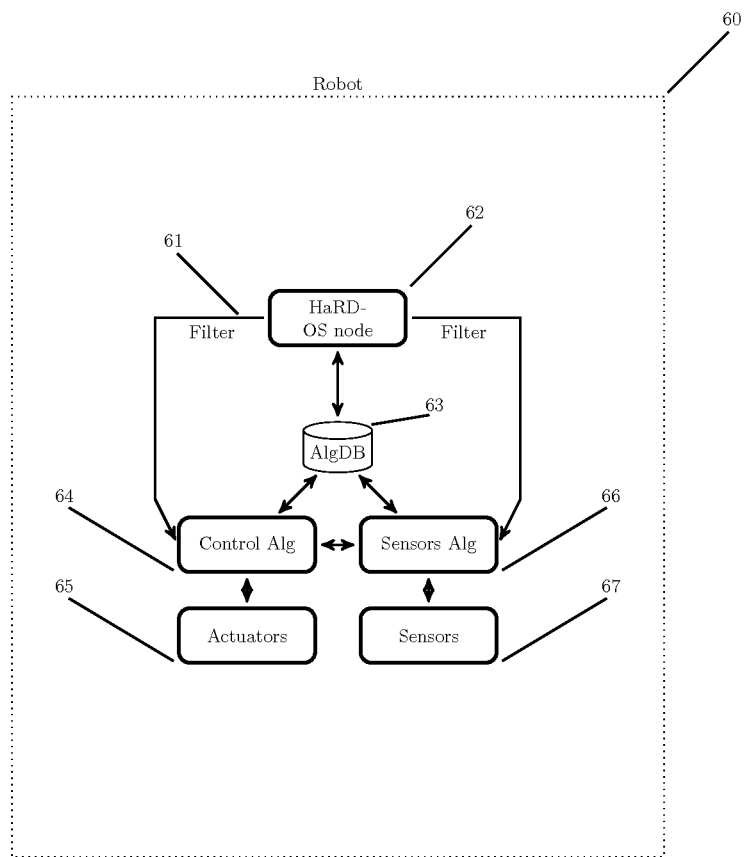 60
Robot
62
61
HaRD-
OS node
Filter
Filter
63
AlgDB
64
66
Control Alg
Sensors Alg
65
67
Actuators
Sensors